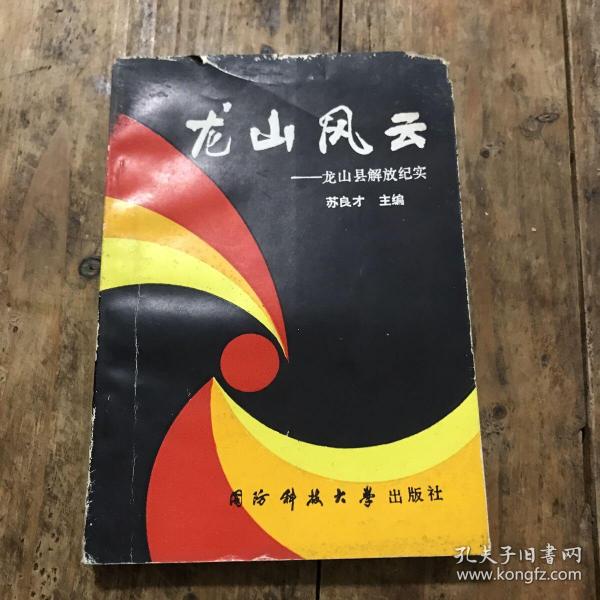 龙山风云
——龙山县解放纪实
苏良才 主编
国防科技大学出版社
孔夫子旧书网
www.kongfz.com